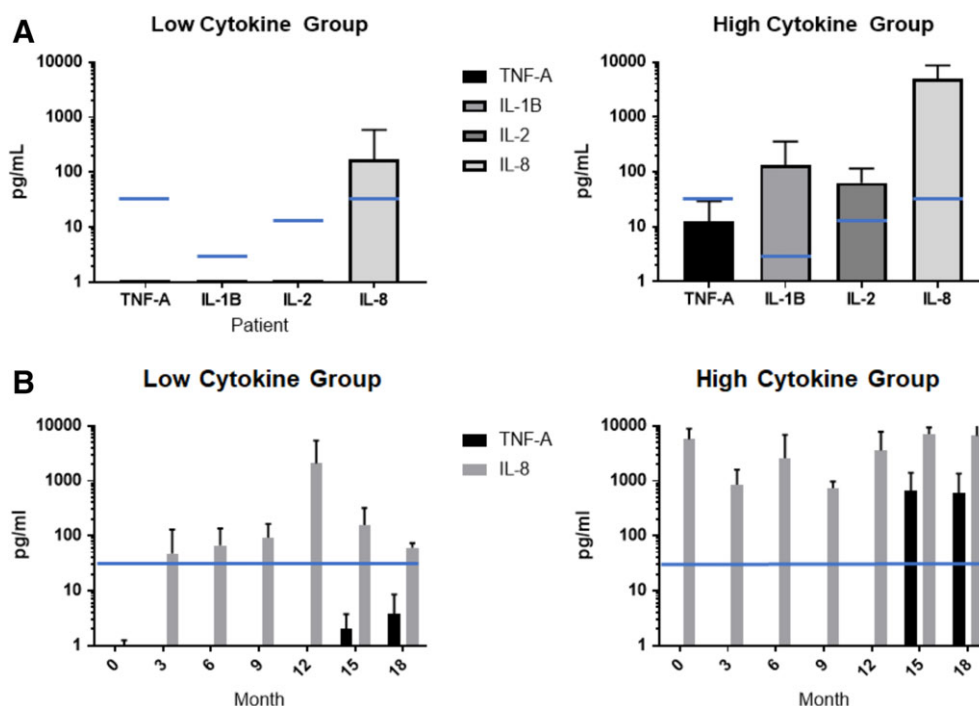 A
Low Cytokine Group
pg/mL
10000
1000
100
10
1
TNF-A IL-1B IL-2 IL-8
Patient
TNF-A
IL-1B
IL-2
IL-8
High Cytokine Group
pg/mL
10000
1000
100
10
1
TNF-A IL-1B IL-2 IL-8
B
Low Cytokine Group
pg/ml
10000
1000
100
10
1
0 3 6 9 12 15 18
Month
TNF-A
IL-8
High Cytokine Group
pg/ml
10000
1000
100
10
1
0 3 6 9 12 15 18
Month